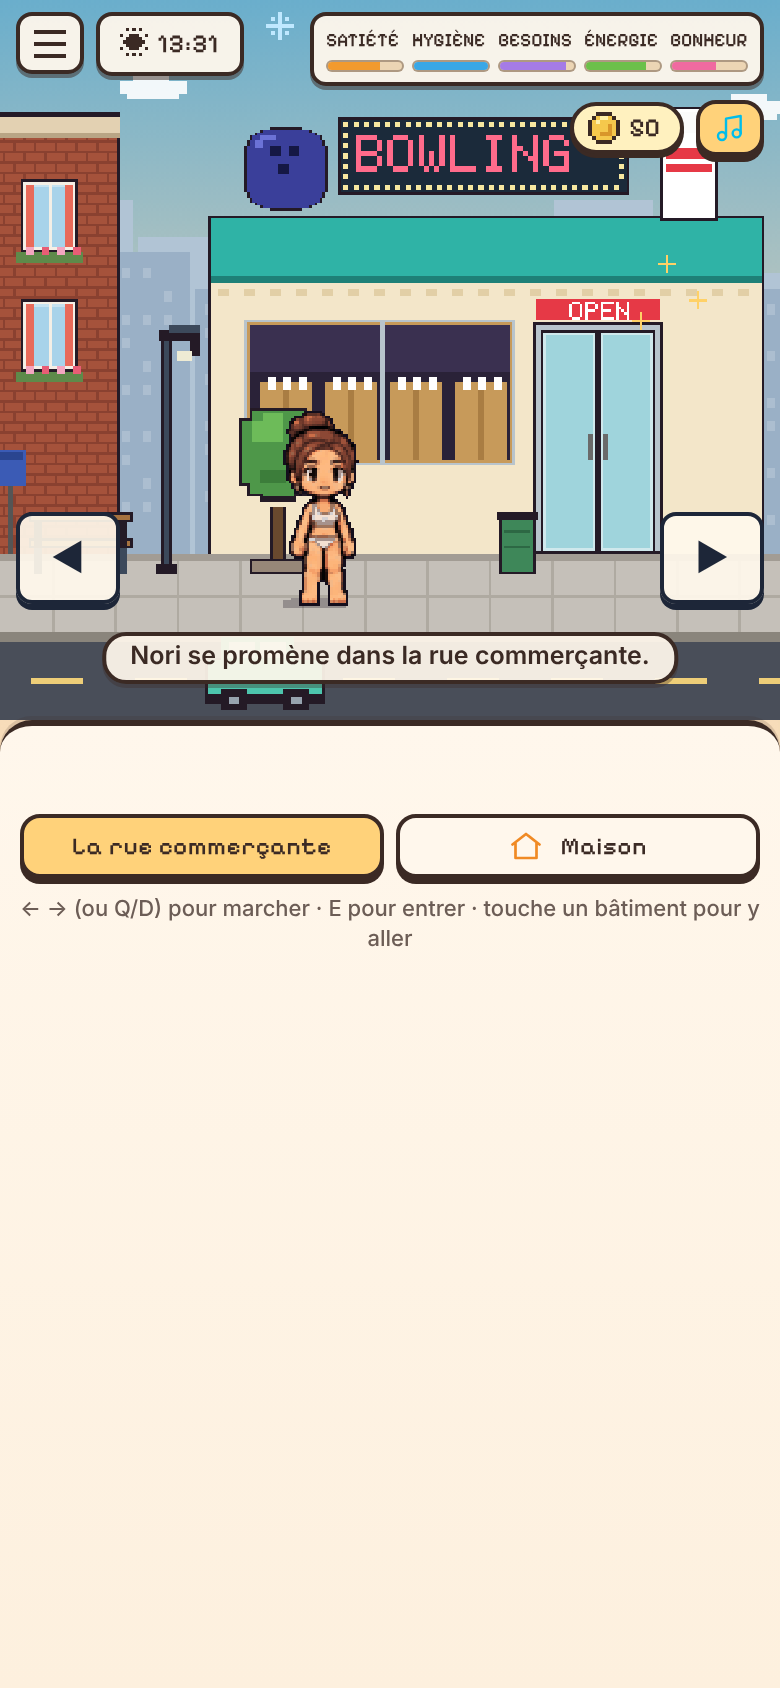 13:31
SATIÉTÉ HYGIÈNE BESOINS ÉNERGIE BONHEUR
50
BOWLING
OPEN
Nori se promène dans la rue commerçante.
La rue commerçante
Maison
← → (ou Q/D) pour marcher · E pour entrer · touche un bâtiment pour y
aller